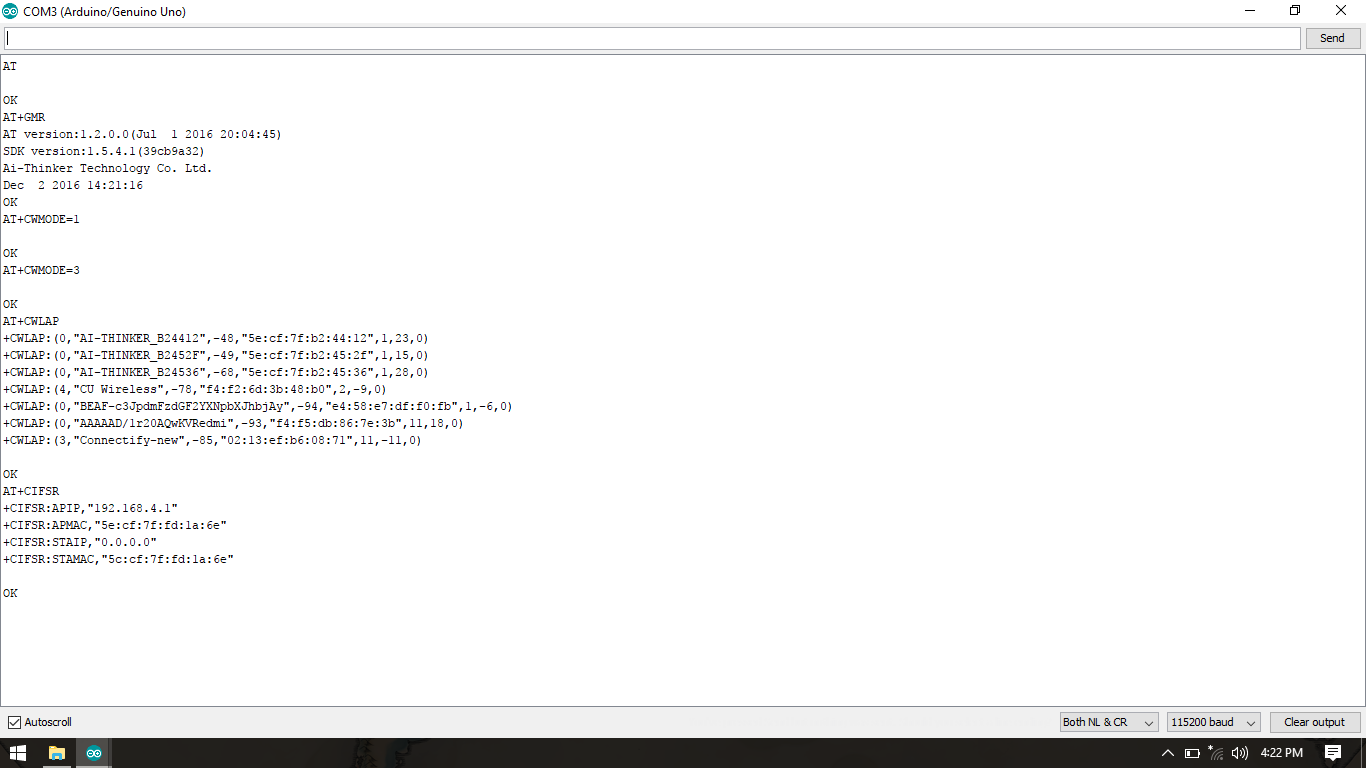 COM3 (Arduino/Genuino Uno)
Send
AT
OK
AT+GMR
AT version:1.2.0.0(Jul  1 2016 20:04:45)
SDK version:1.5.4.1(39cb9a32)
Ai-Thinker Technology Co. Ltd.
Dec  2 2016 14:21:16
OK
AT+CWMODE=1
OK
AT+CWMODE=3
OK
AT+CWLAP
+CWLAP:(0,"AI-THINKER_B24412",-48,"5e:cf:7f:b2:44:12",1,23,0)
+CWLAP:(0,"AI-THINKER_B2452F",-49,"5e:cf:7f:b2:45:2f",1,15,0)
+CWLAP:(0,"AI-THINKER_B24536",-68,"5e:cf:7f:b2:45:36",1,28,0)
+CWLAP:(4,"CU Wireless",-78,"f4:f2:6d:3b:48:b0",2,-9,0)
+CWLAP:(0,"BEAF-c3JpdmFzdGF2YXNpbXJhbjAy",-94,"e4:58:e7:df:f0:fb",1,-6,0)
+CWLAP:(0,"AAAAAD/lr20AQwKVRedmi",-93,"f4:f5:db:86:7e:3b",11,18,0)
+CWLAP:(3,"Connectify-new",-85,"02:13:ef:b6:08:71",11,-11,0)
OK
AT+CIFSR
+CIFSR:APIP,"192.168.4.1"
+CIFSR:APMAC,"5e:cf:7f:fd:1a:6e"
+CIFSR:STAIP,"0.0.0.0"
+CIFSR:STAMAC,"5c:cf:7f:fd:1a:6e"
OK
Autoscroll
Both NL & CR
115200 baud
Clear output
4:22 PM